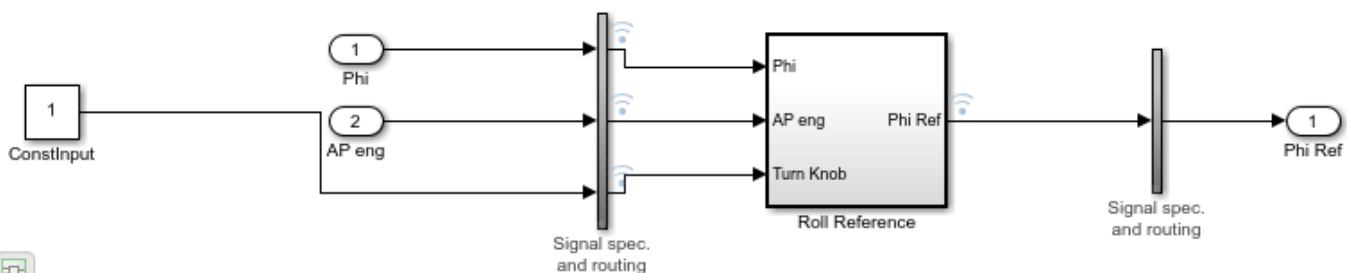 1
Phi
1
ConstInput
2
AP eng
Signal spec.
and routing
Phi
AP eng
Turn Knob
Phi Ref
Roll Reference
Signal spec.
and routing
1
Phi Ref